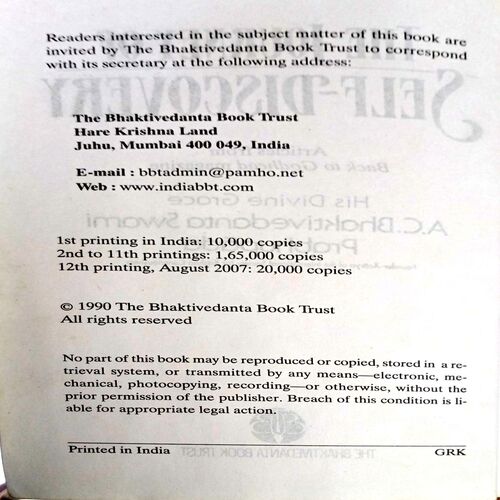 Readers interested in the subject matter of this book are
invited by The Bhaktivedanta Book Trust to correspond
with its secretary at the following address:
The Bhaktivedanta Book Trust
Hare Krishna Land
Juhu, Mumbai 400 049, India
E-mail : bbtadmin@pamho.net
Web : www.indiabbt.com
1st printing in India: 10,000 copies
2nd to 11th printings: 1,65,000 copies
12th printing, August 2007: 20,000 copies
© 1990 The Bhaktivedanta Book Trust
All rights reserved
No part of this book may be reproduced or copied, stored in a re-
trieval system, or transmitted by any means—electronic, me-
chanical, photocopying, recording—or otherwise, without the
prior permission of the publisher. Breach of this condition is li-
able for appropriate legal action.
Printed in India GRK